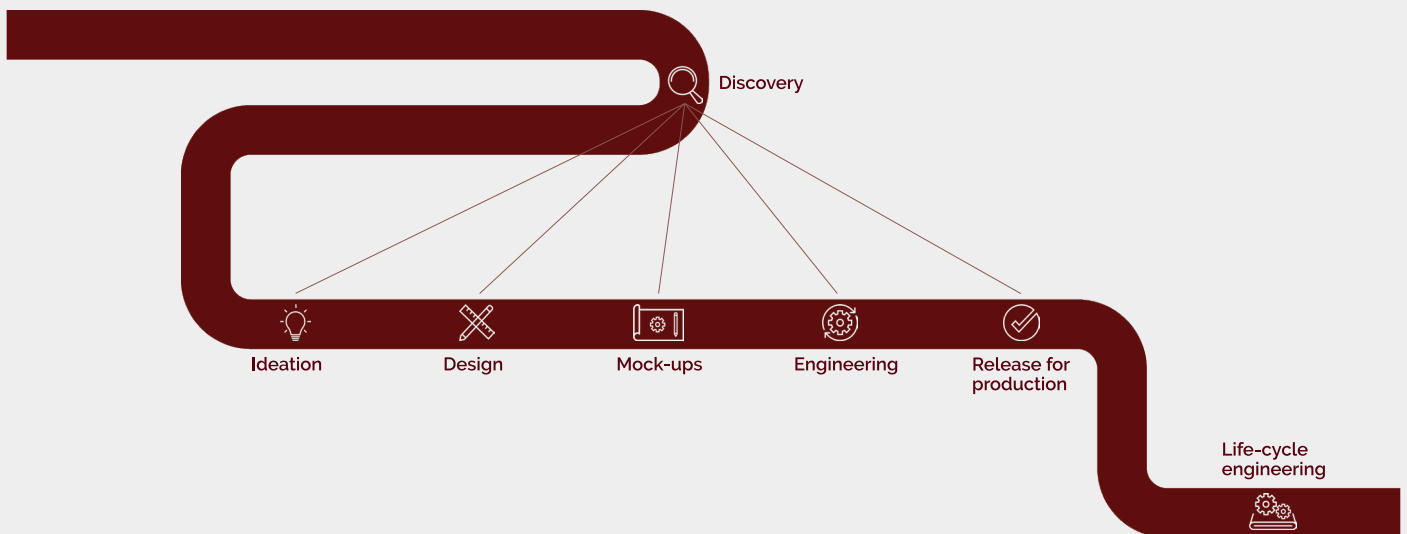 Discovery
Ideation
Design
Mock-ups
Engineering
Release for
production
Life-cycle
engineering